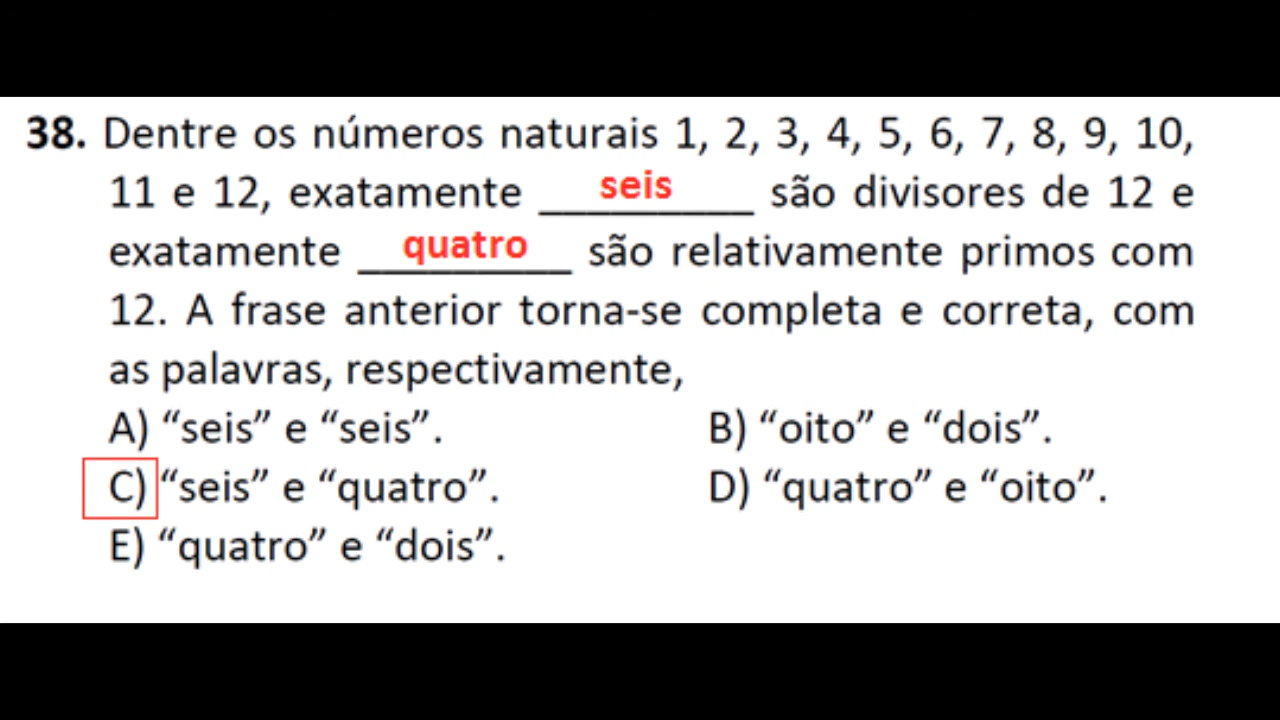 38. Dentre os números naturais 1, 2, 3, 4, 5, 6, 7, 8, 9, 10,
11 e 12, exatamente __seis__ são divisores de 12 e
exatamente __quatro__ são relativamente primos com
12. A frase anterior torna-se completa e correta, com
as palavras, respectivamente,
A) “seis” e “seis”. B) “oito” e “dois”.
C) “seis” e “quatro”. D) “quatro” e “oito”.
E) “quatro” e “dois”.